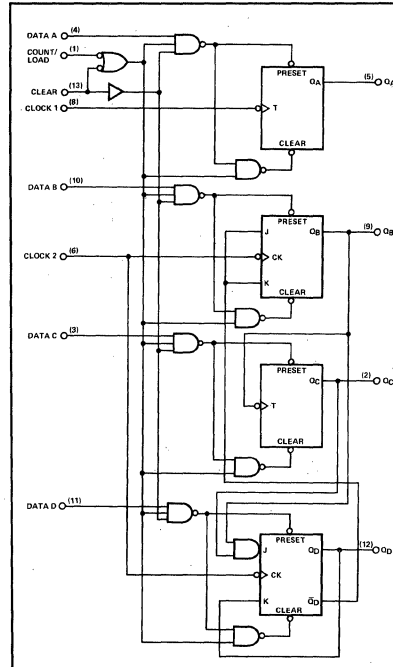 DATA A (4)
COUNT/ (1)
LOAD
CLEAR (13)
CLOCK 1 (8)
PRESET
QA (5) QA
T
CLEAR
DATA B (10)
PRESET
J QB (9) QB
CLOCK 2 (6)
CK
K
CLEAR
DATA C (3)
PRESET
QC (2) QC
T
CLEAR
DATA D (11)
PRESET
J QD (12) QD
CK
K Q̅D
CLEAR